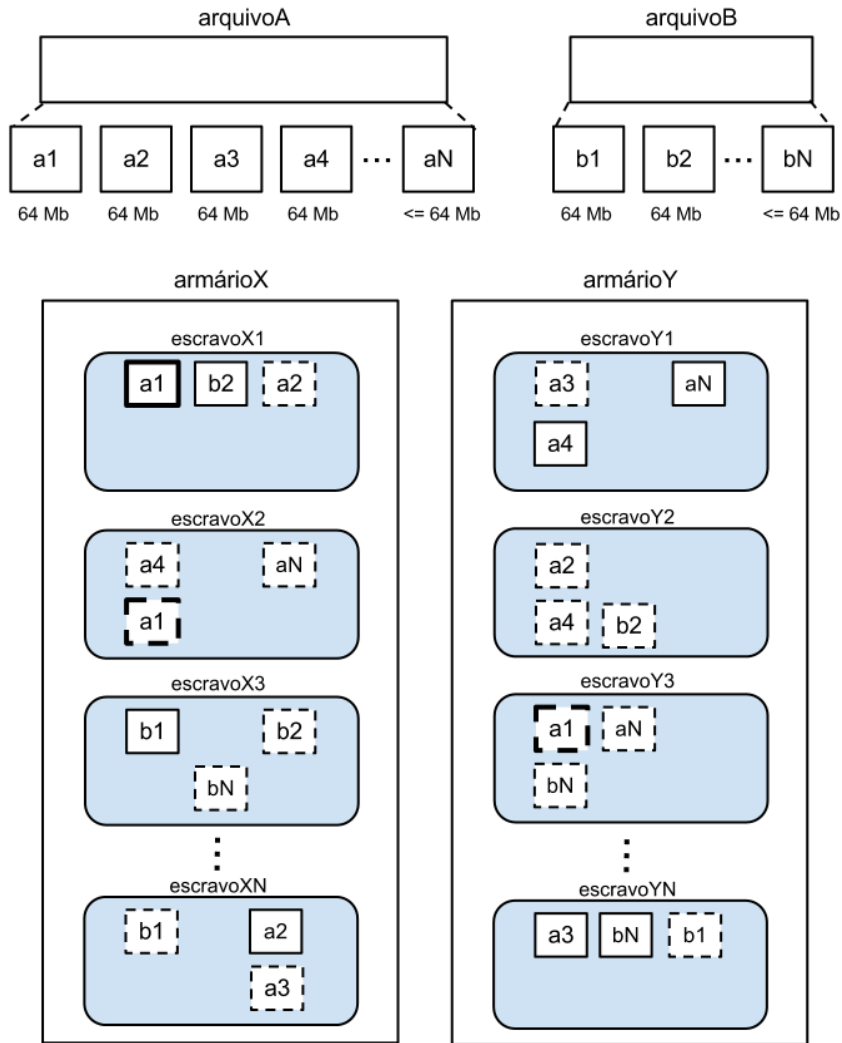 arquivoA
arquivoB
a1 a2 a3 a4 ... aN
b1 b2 ... bN
64 Mb 64 Mb 64 Mb 64 Mb <= 64 Mb
64 Mb 64 Mb <= 64 Mb
armárioX
escravoX1
a1 b2 a2
escravoX2
a4 aN
a1
escravoX3
b1 b2
bN
escravoXN
b1 a2
a3
armárioY
escravoY1
a3 aN
a4
escravoY2
a2
a4 b2
escravoY3
a1 aN
bN
escravoYN
a3 bN b1